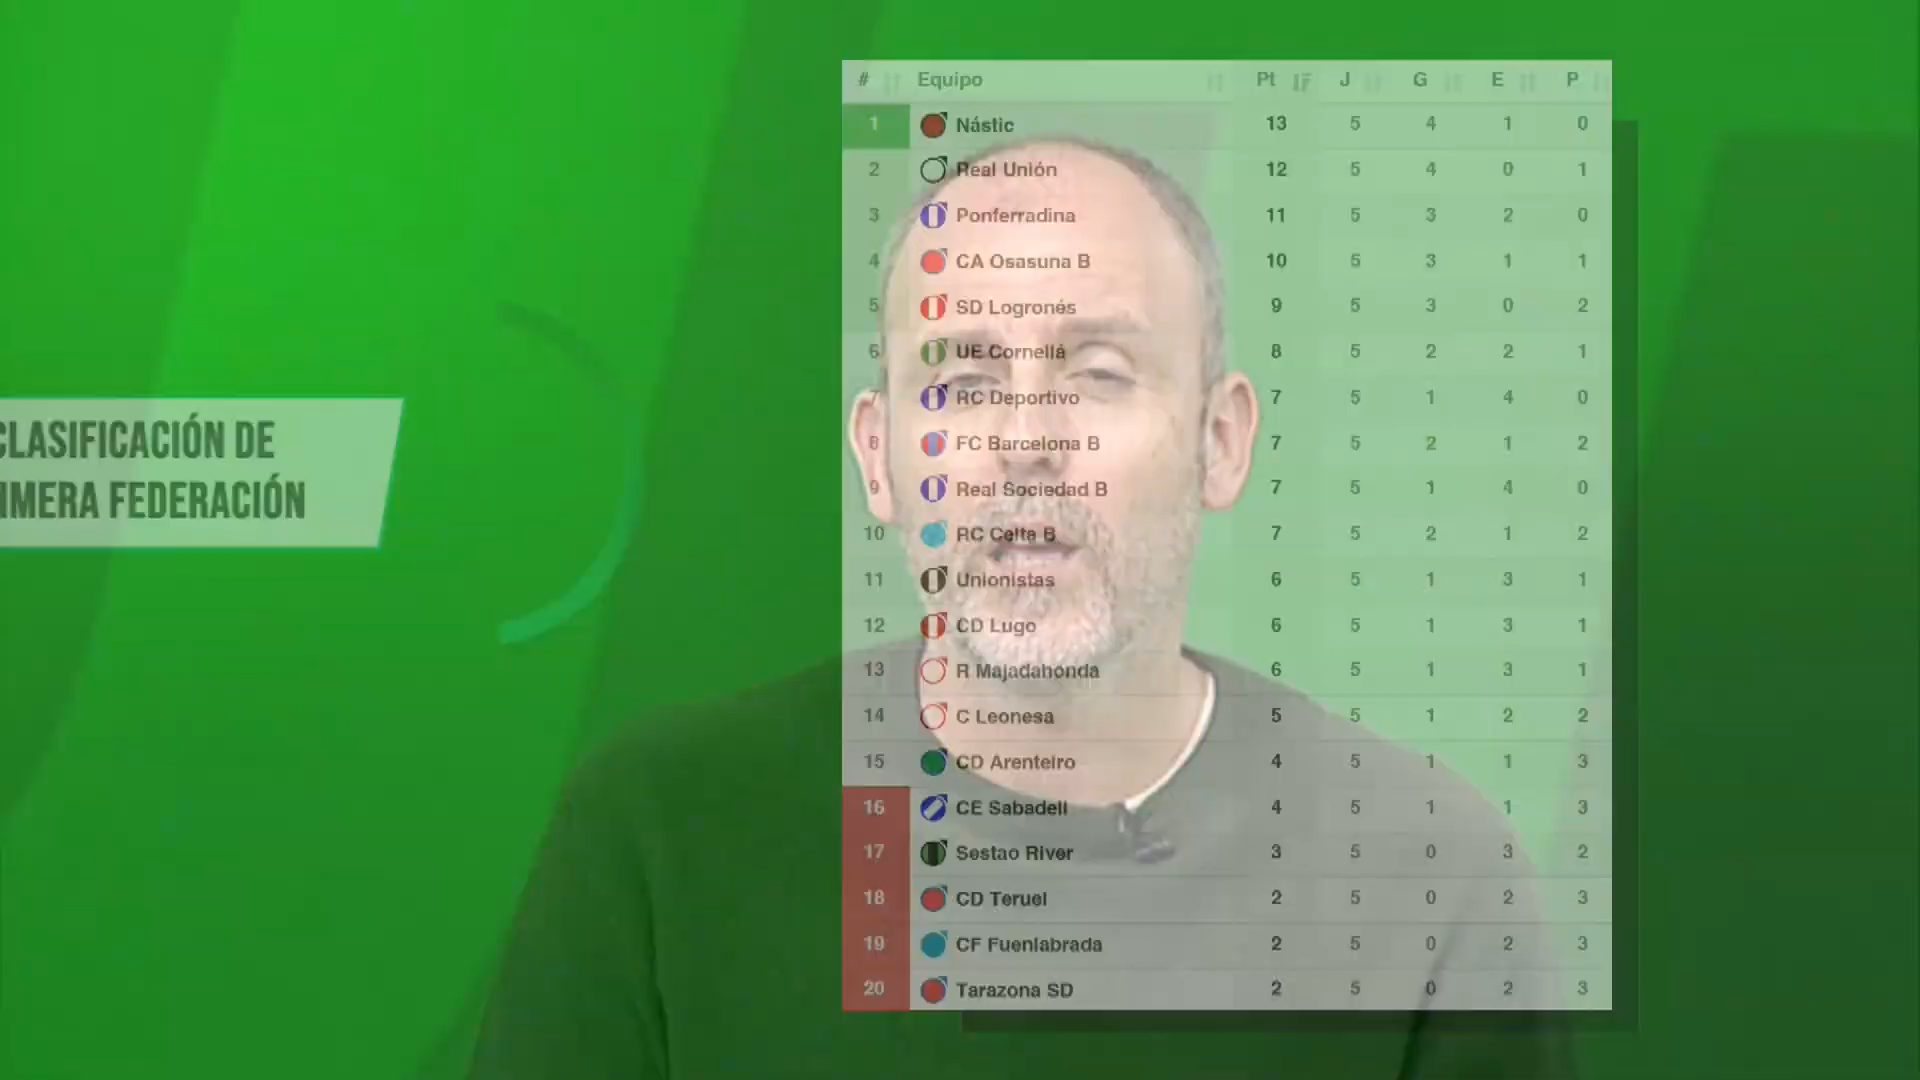 CLASIFICACIÓN DE
IMERA FEDERACIÓN
# Equipo Pt J G E P
1 Nástic 13 5 4 1 0
2 Real Unión 12 5 4 0 1
3 Ponferradina 11 5 3 2 0
4 CA Osasuna B 10 5 3 1 1
5 SD Logronés 9 5 3 0 2
6 UE Cornellá 8 5 2 2 1
7 RC Deportivo 7 5 1 4 0
8 FC Barcelona B 7 5 2 1 2
9 Real Sociedad B 7 5 1 4 0
10 RC Celta B 7 5 2 1 2
11 Unionistas 6 5 1 3 1
12 CD Lugo 6 5 1 3 1
13 R Majadahonda 6 5 1 3 1
14 C Leonesa 5 5 1 2 2
15 CD Arenteiro 4 5 1 1 3
16 CE Sabadell 4 5 1 1 3
17 Sestao River 3 5 0 3 2
18 CD Teruel 2 5 0 2 3
19 CF Fuenlabrada 2 5 0 2 3
20 Tarazona SD 2 5 0 2 3